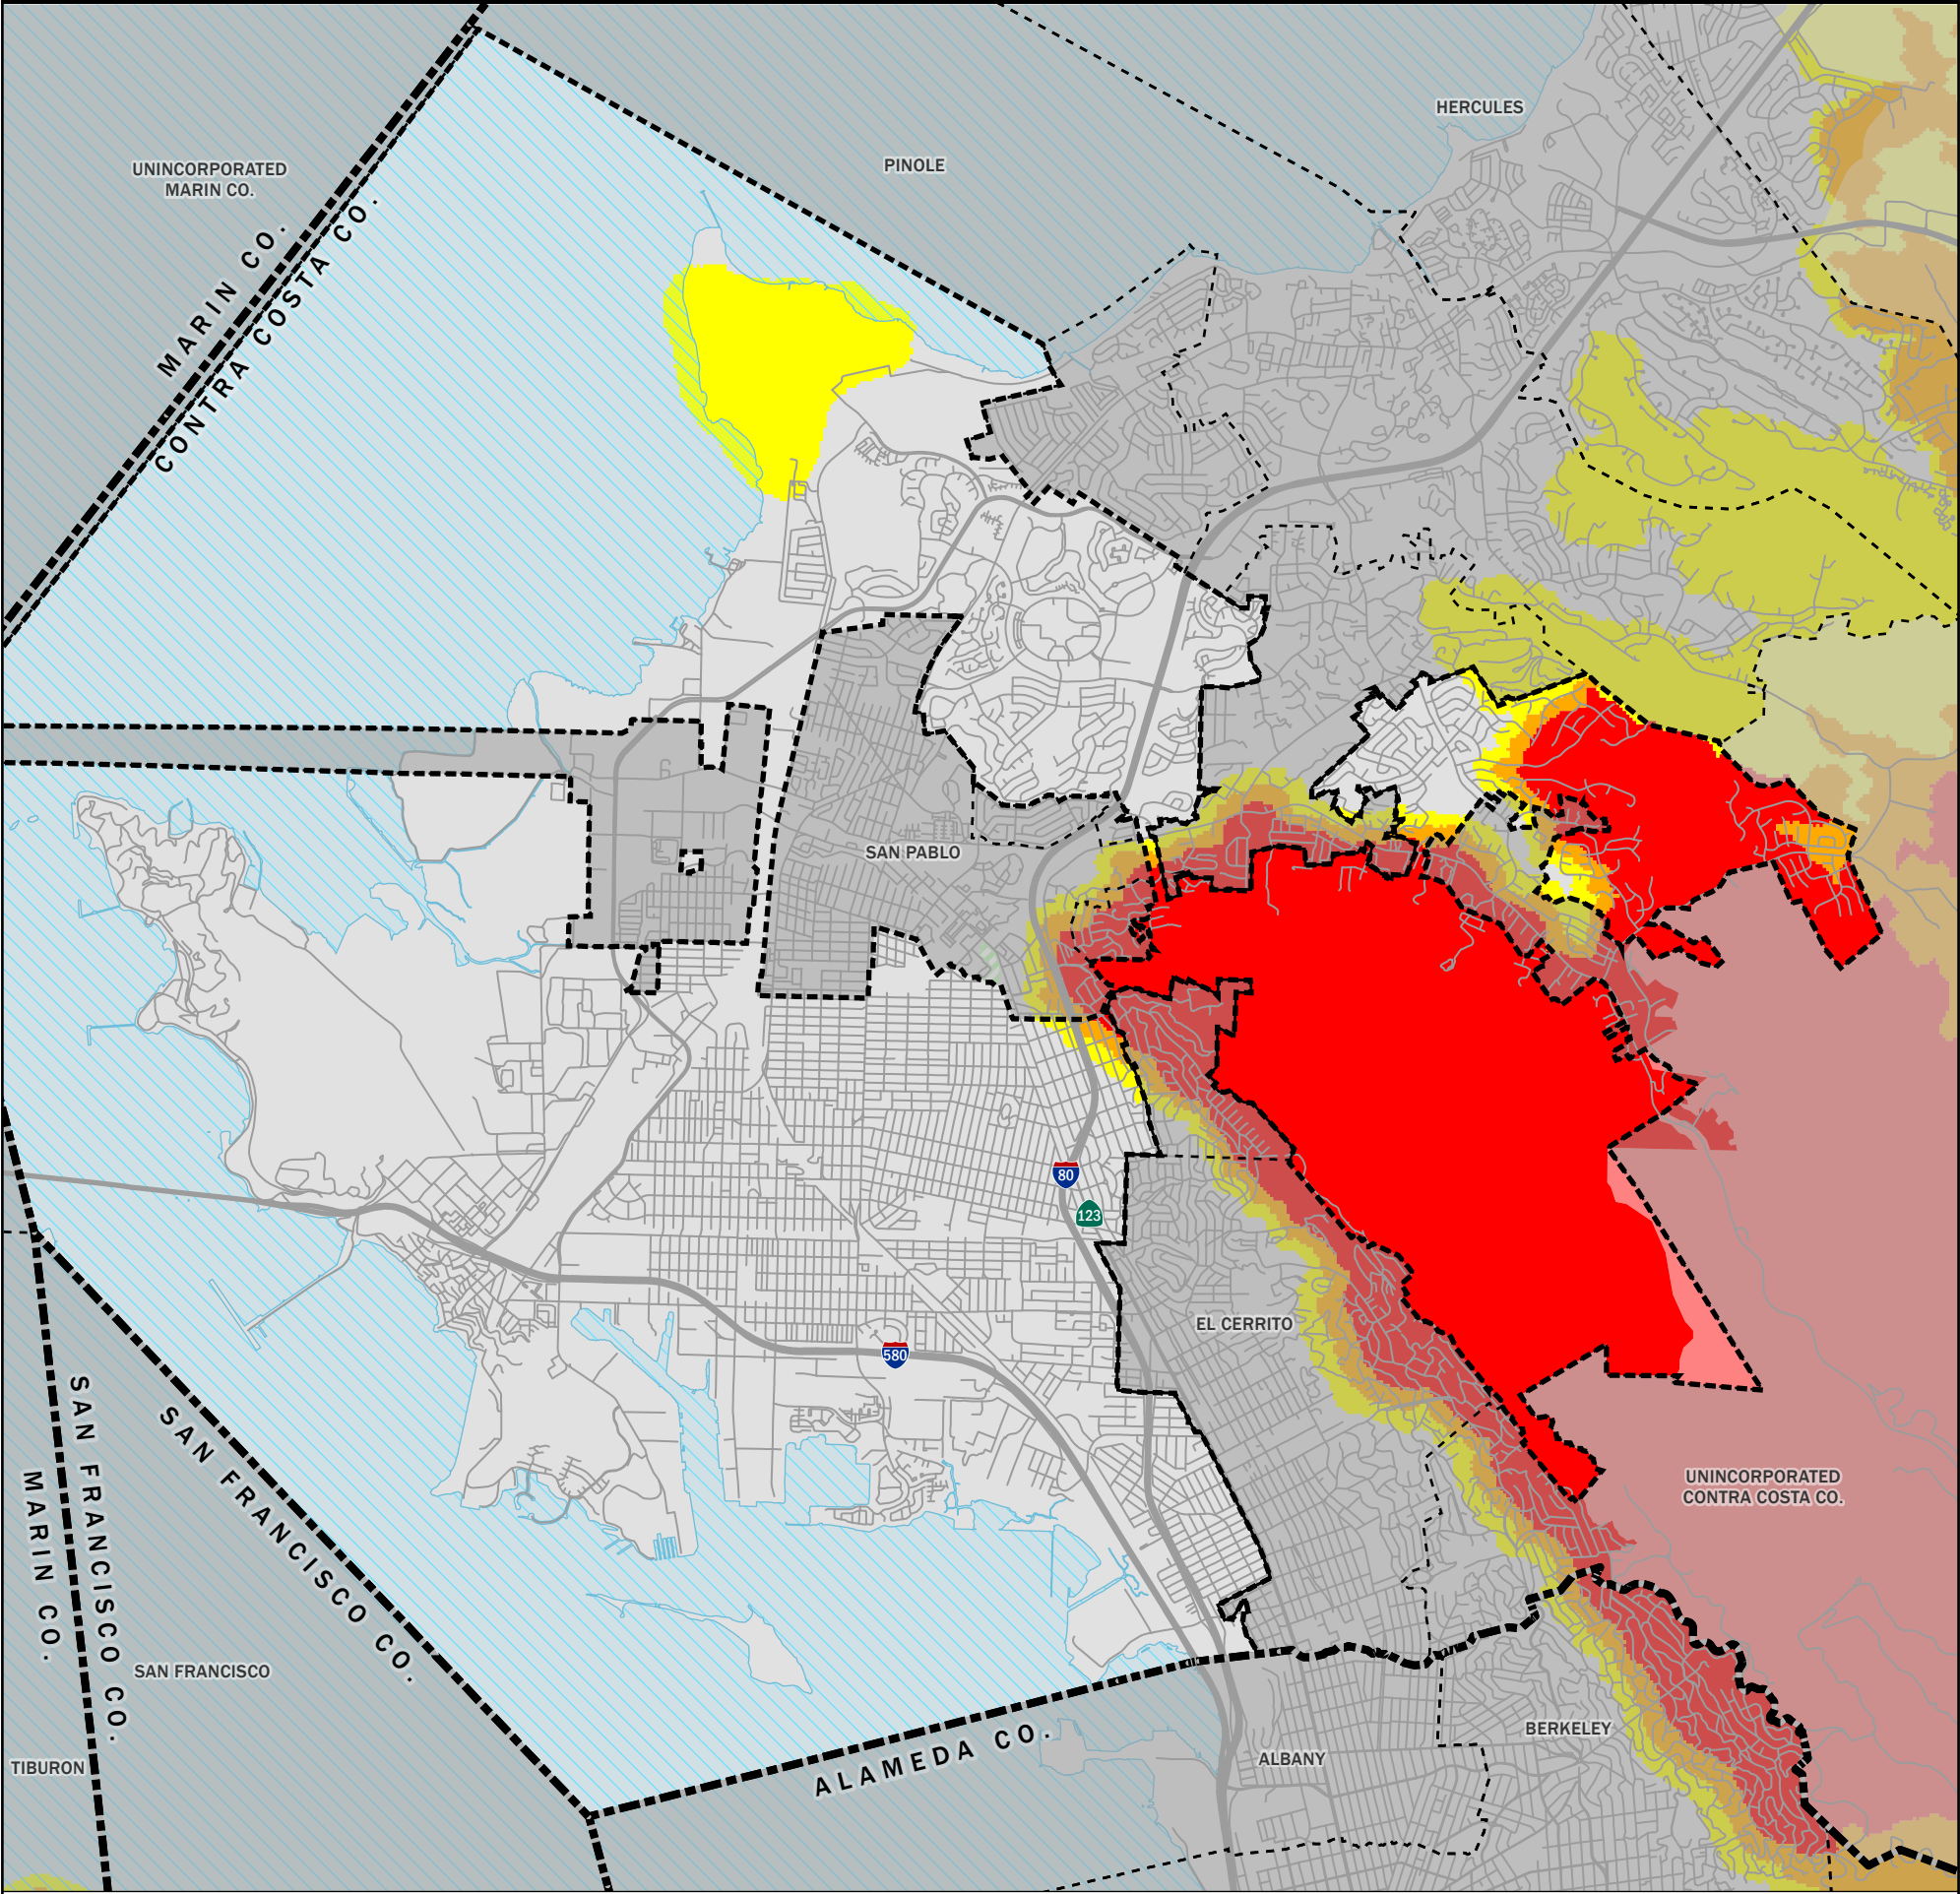 HERCULES
PINOLE
UNINCORPORATED
MARIN CO.
MARIN CO.
CONTRA COSTA CO.
SAN PABLO
80
123
EL CERRITO
580
SAN FRANCISCO CO.
MARIN CO.
SAN FRANCISCO CO.
UNINCORPORATED
CONTRA COSTA CO.
SAN FRANCISCO
BERKELEY
ALAMEDA CO.
ALBANY
TIBURON